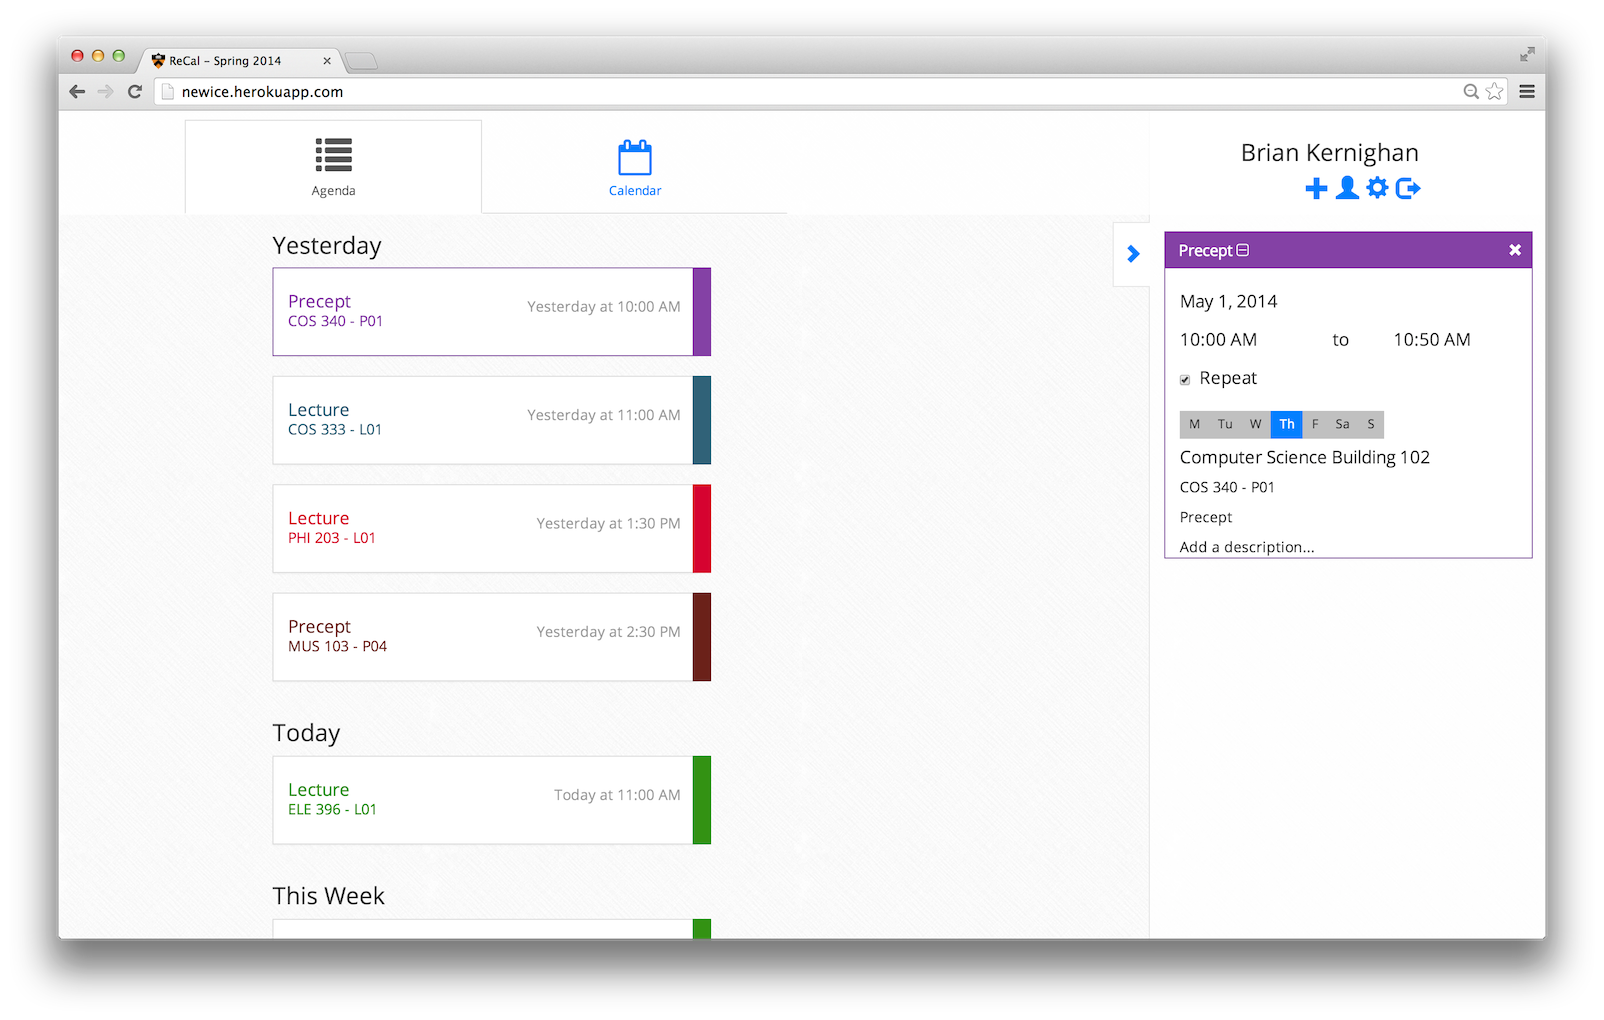 ReCal – Spring 2014
newice.herokuapp.com
Agenda
Calendar
Brian Kernighan
Yesterday
Precept
COS 340 - P01
Yesterday at 10:00 AM
Lecture
COS 333 - L01
Yesterday at 11:00 AM
Lecture
PHI 203 - L01
Yesterday at 1:30 PM
Precept
MUS 103 - P04
Yesterday at 2:30 PM
Today
Lecture
ELE 396 - L01
Today at 11:00 AM
This Week
Precept
May 1, 2014
10:00 AM to 10:50 AM
Repeat
M Tu W Th F Sa S
Computer Science Building 102
COS 340 - P01
Precept
Add a description...